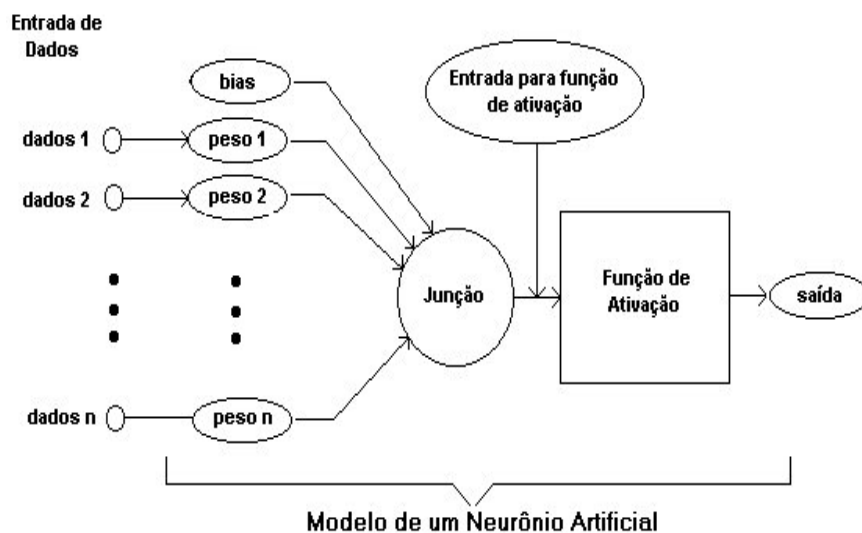 Entrada de
Dados
bias
Entrada para função
de ativação
dados 1
peso 1
dados 2
peso 2
Junção
Função de
Ativação
saída
dados n
peso n
Modelo de um Neurônio Artificial